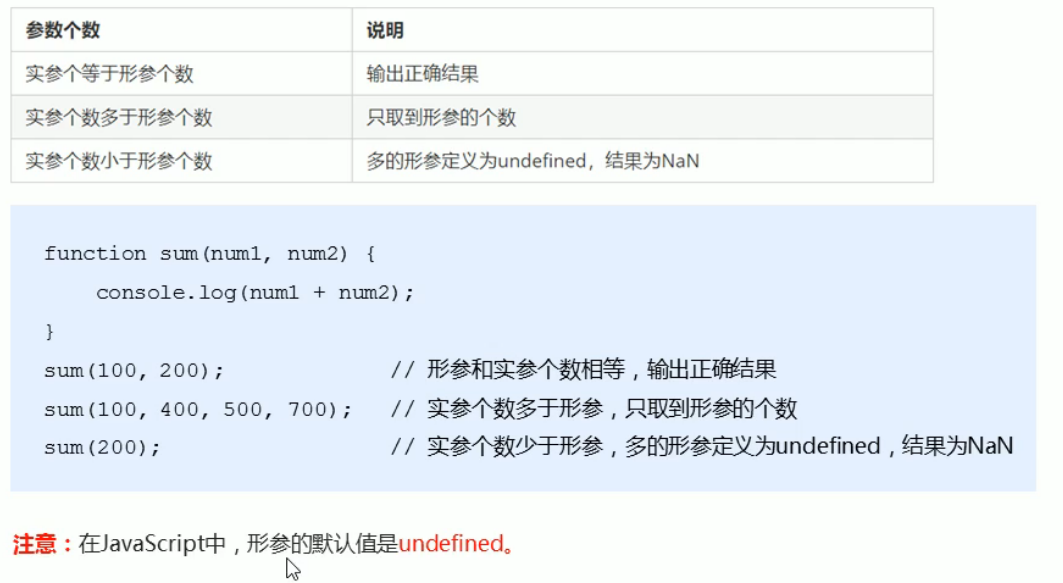 参数个数 说明
实参个等于形参个数 输出正确结果
实参个数多于形参个数 只取到形参的个数
实参个数小于形参个数 多的形参定义为undefined，结果为NaN
function sum(num1, num2) {
console.log(num1 + num2);
}
sum(100, 200); // 形参和实参个数相等，输出正确结果
sum(100, 400, 500, 700); // 实参个数多于形参，只取到形参的个数
sum(200); // 实参个数少于形参，多的形参定义为undefined，结果为NaN
注意：在JavaScript中，形参的默认值是undefined。